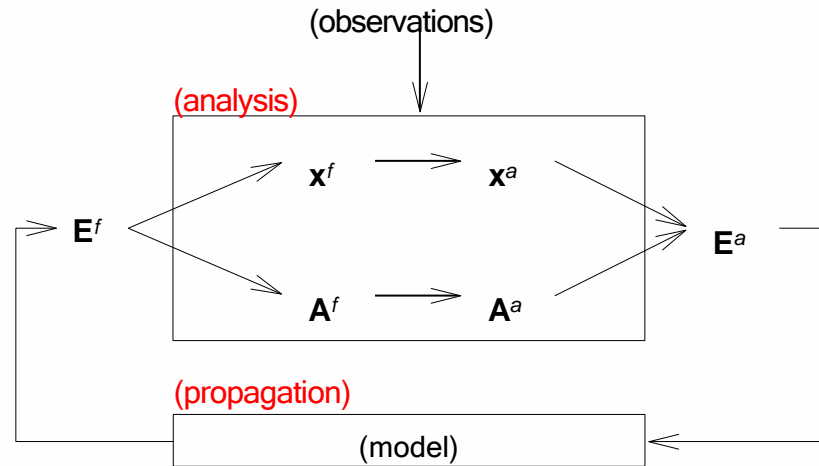 (observations)
(analysis)
x^f x^a
E^f E^a
A^f A^a
(propagation)
(model)